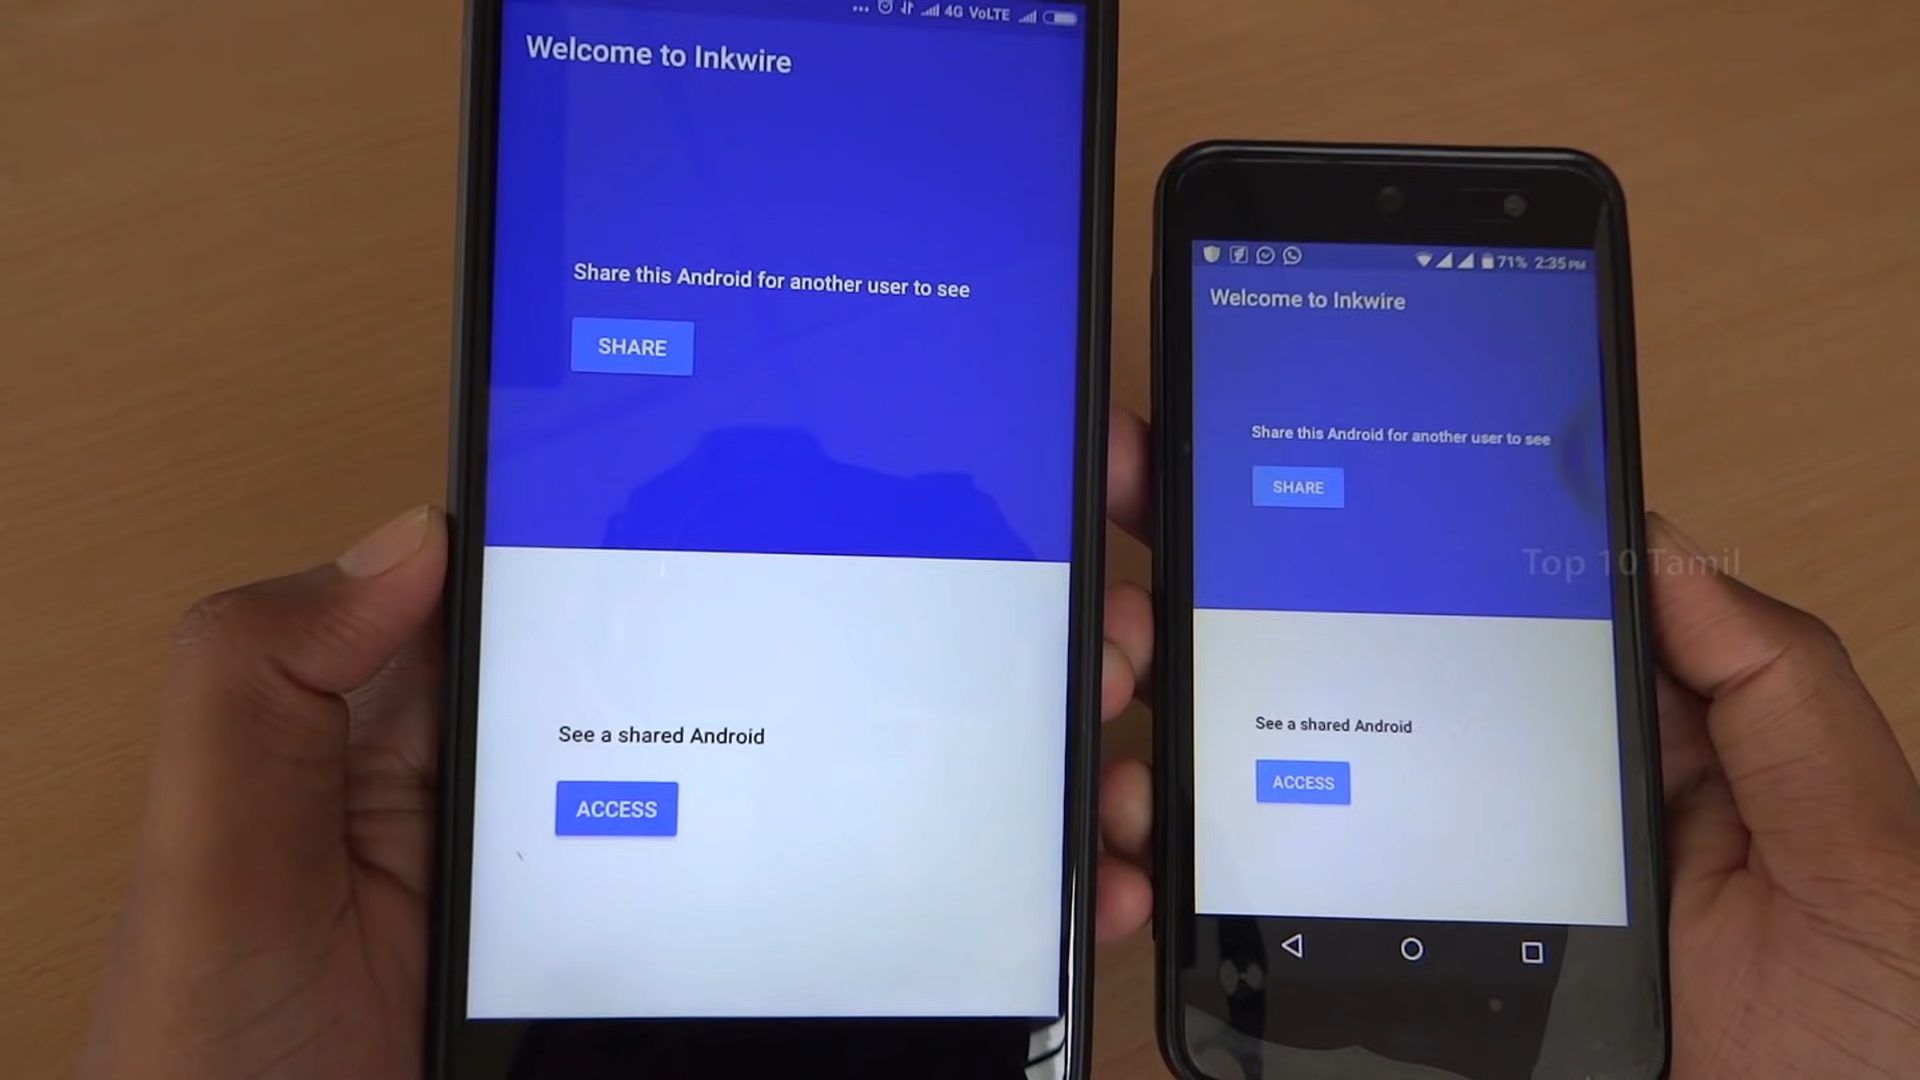 4G VoLTE
Welcome to Inkwire
Share this Android for another user to see
SHARE
See a shared Android
ACCESS
71% 2:35 PM
Welcome to Inkwire
Share this Android for another user to see
SHARE
Top 10 Tamil
See a shared Android
ACCESS